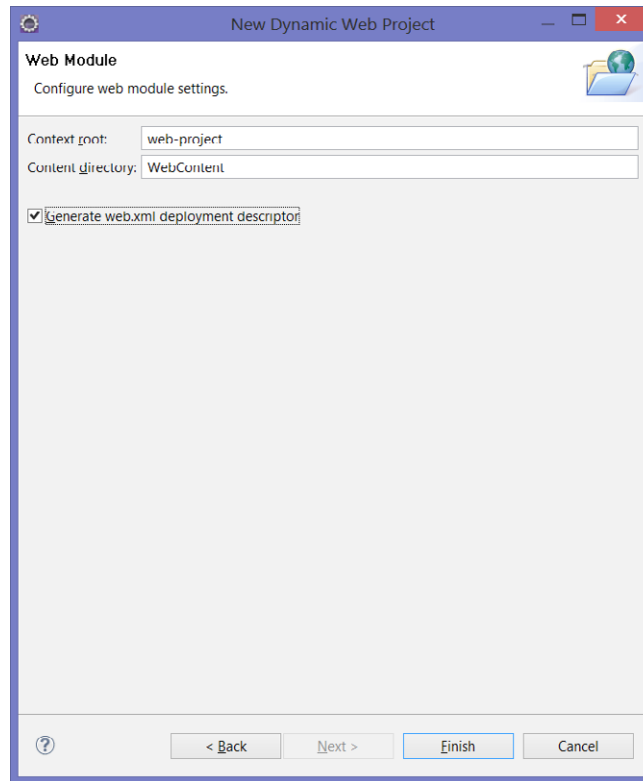 New Dynamic Web Project
Web Module
Configure web module settings.
Context root: web-project
Content directory: WebContent
Generate web.xml deployment descriptor
< Back Next > Finish Cancel